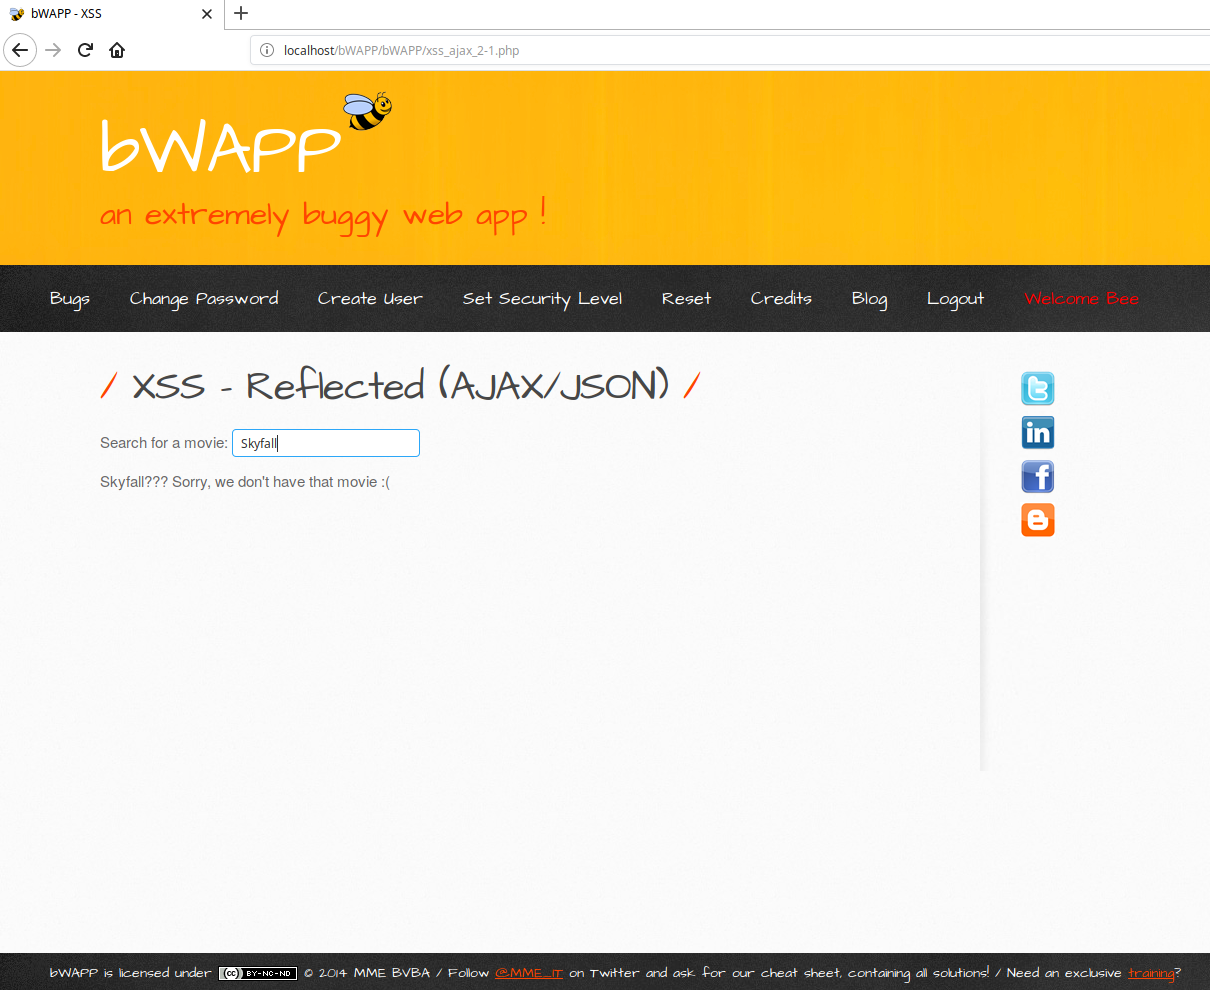 bWAPP - XSS
localhost/bWAPP/bWAPP/xss_ajax_2-1.php
bWAPP
an extremely buggy web app !
Bugs Change Password Create User Set Security Level Reset Credits Blog Logout Welcome Bee
/ XSS - Reflected (AJAX/JSON) /
Search for a movie: Skyfall
Skyfall??? Sorry, we don't have that movie :(
bWAPP is licensed under (cc) BY-NC-ND © 2014 MME BVBA / Follow @MME_IT on Twitter and ask for our cheat sheet, containing all solutions! / Need an exclusive training?